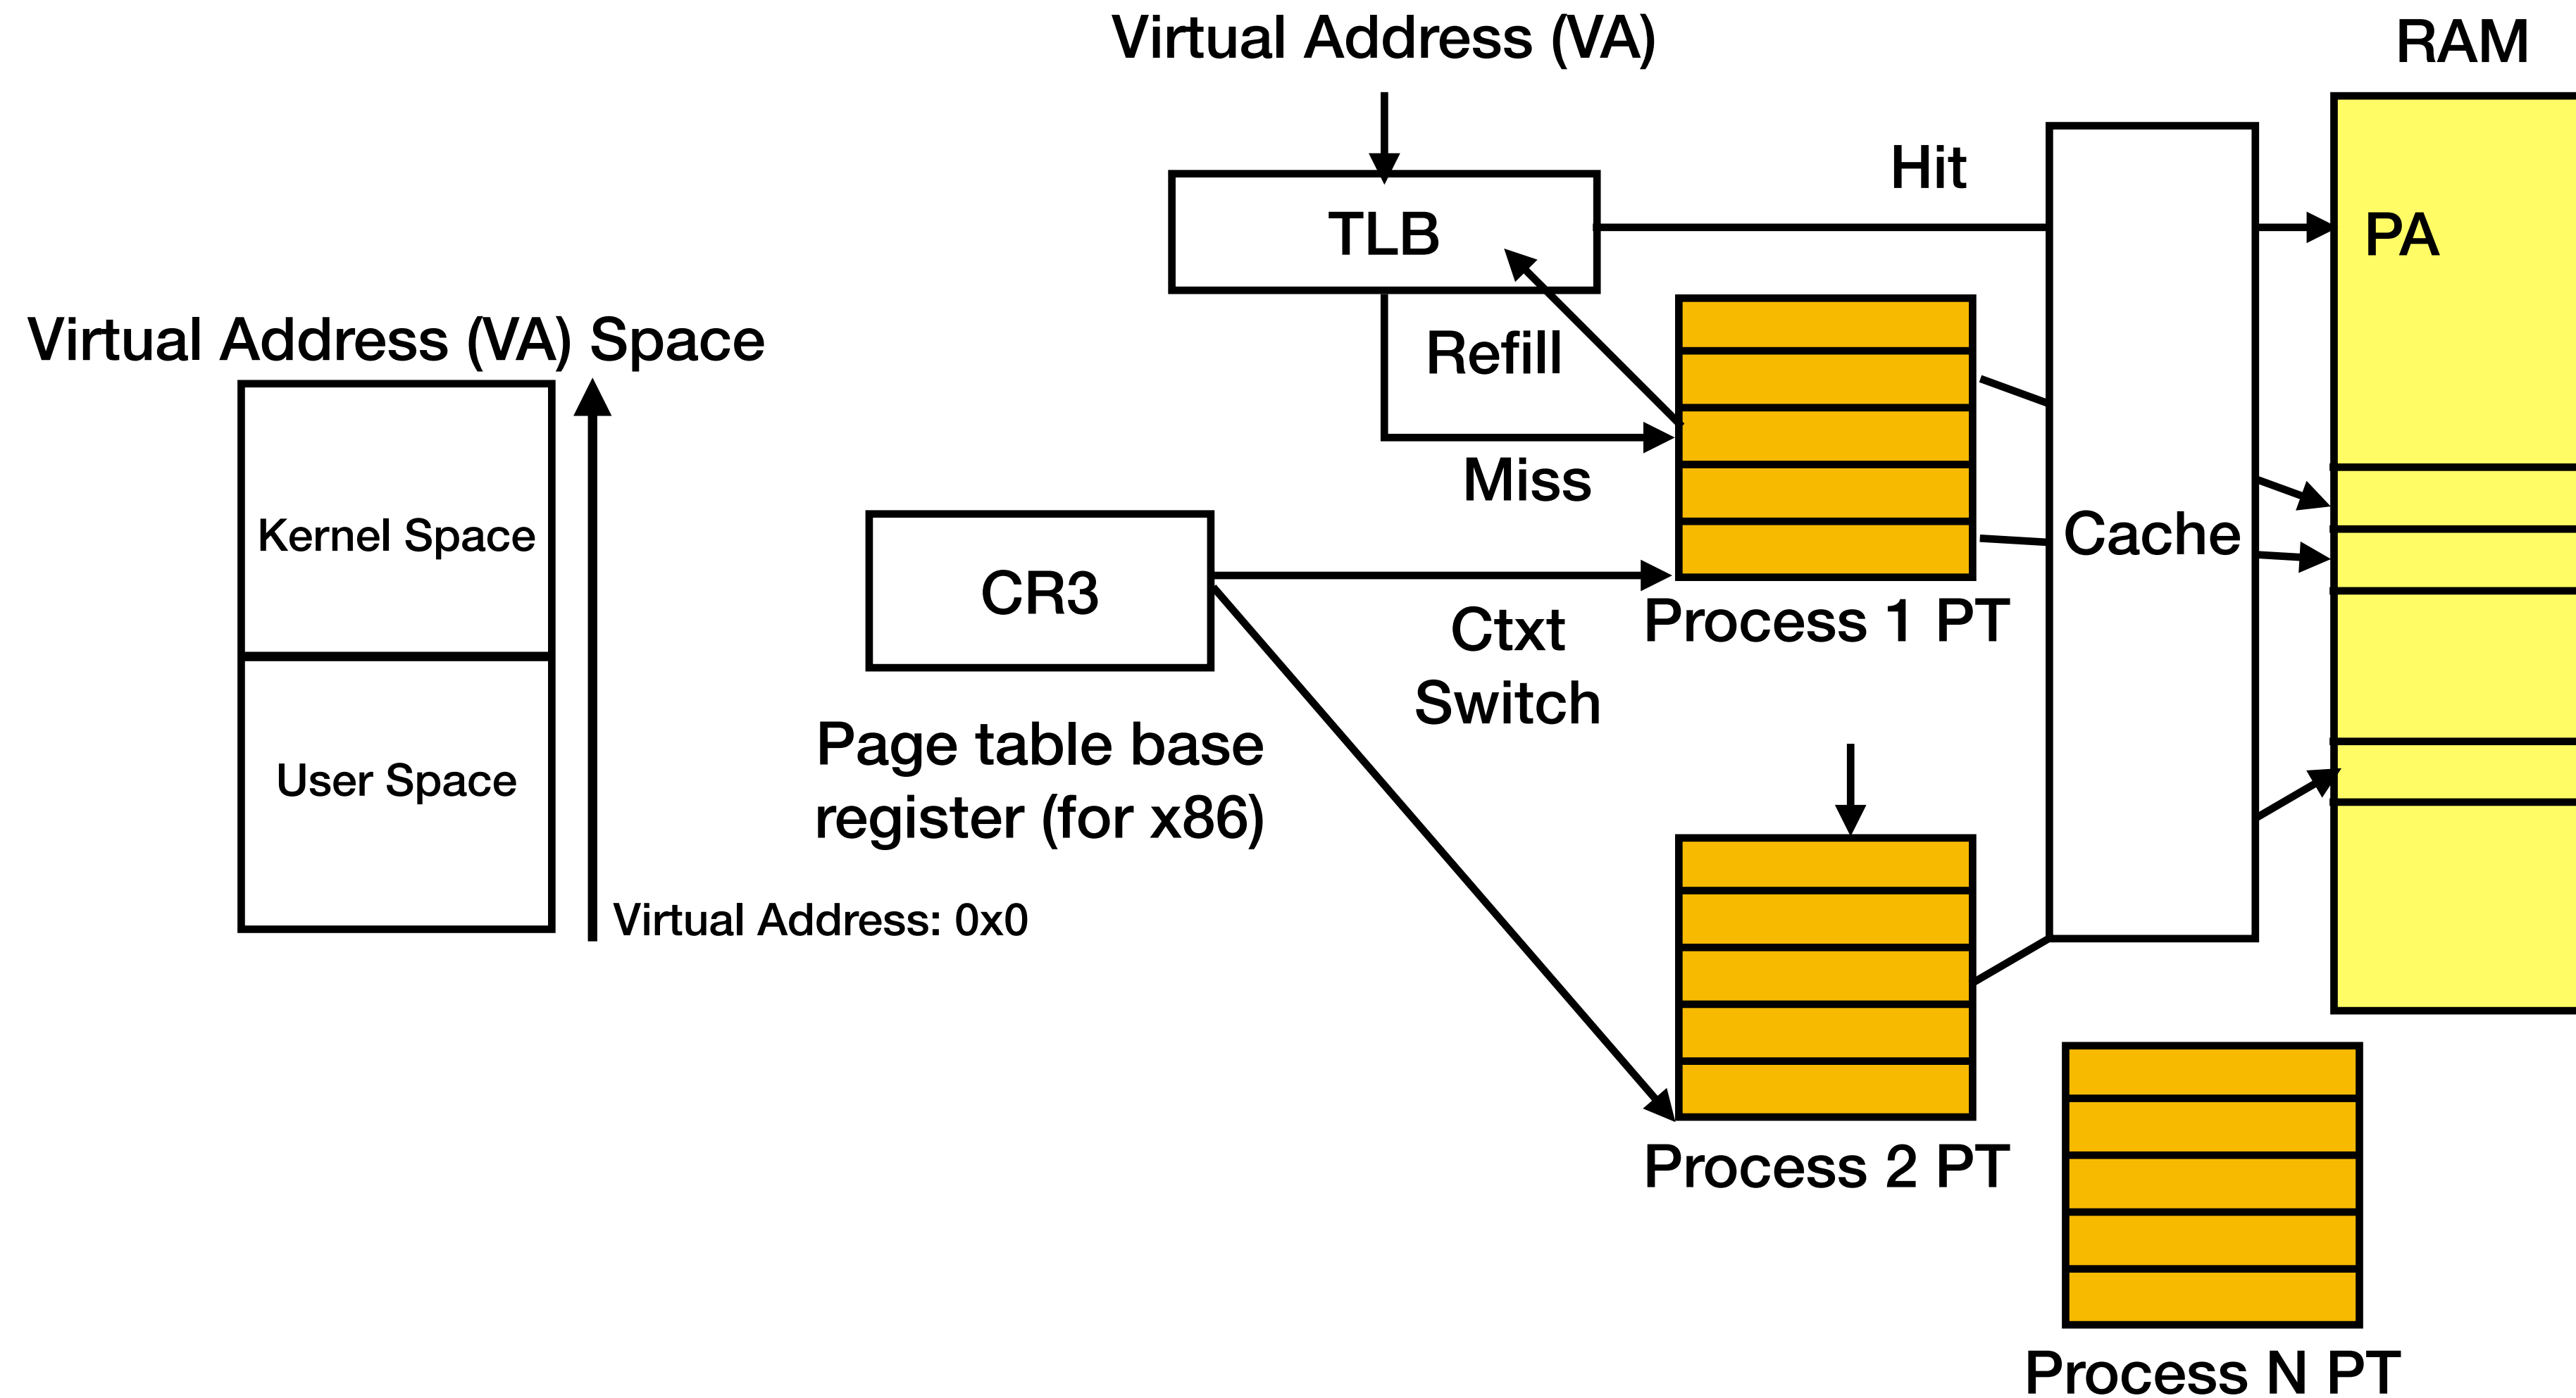 Virtual Address (VA)
RAM
Hit
TLB
PA
Virtual Address (VA) Space
Refill
Miss
Kernel Space
Cache
CR3
Process 1 PT
Ctxt
Switch
Page table base
register (for x86)
User Space
Virtual Address: 0x0
Process 2 PT
Process N PT